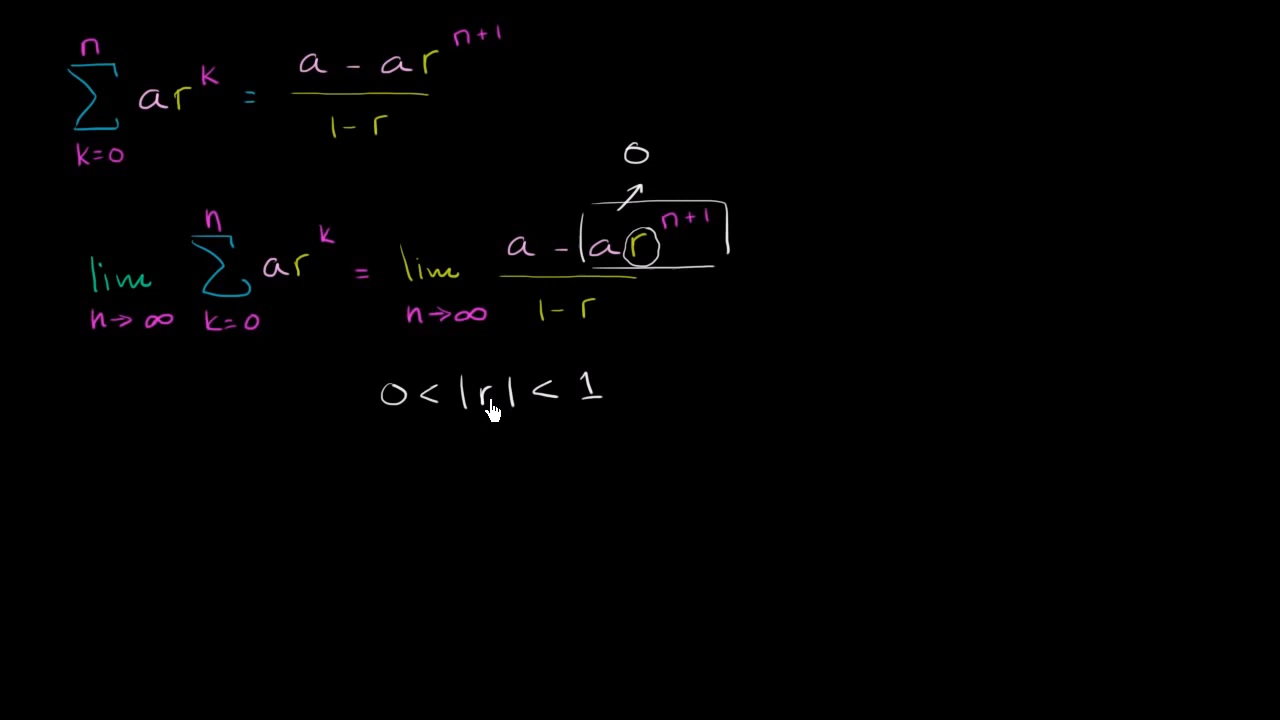 n
∑ ar^k = (a - ar^(n+1)) / (1 - r)
k=0
0
lim n→∞ ∑ k=0 n ar^k = lim n→∞ (a - ar^(n+1)) / (1 - r)
0 < |r| < 1